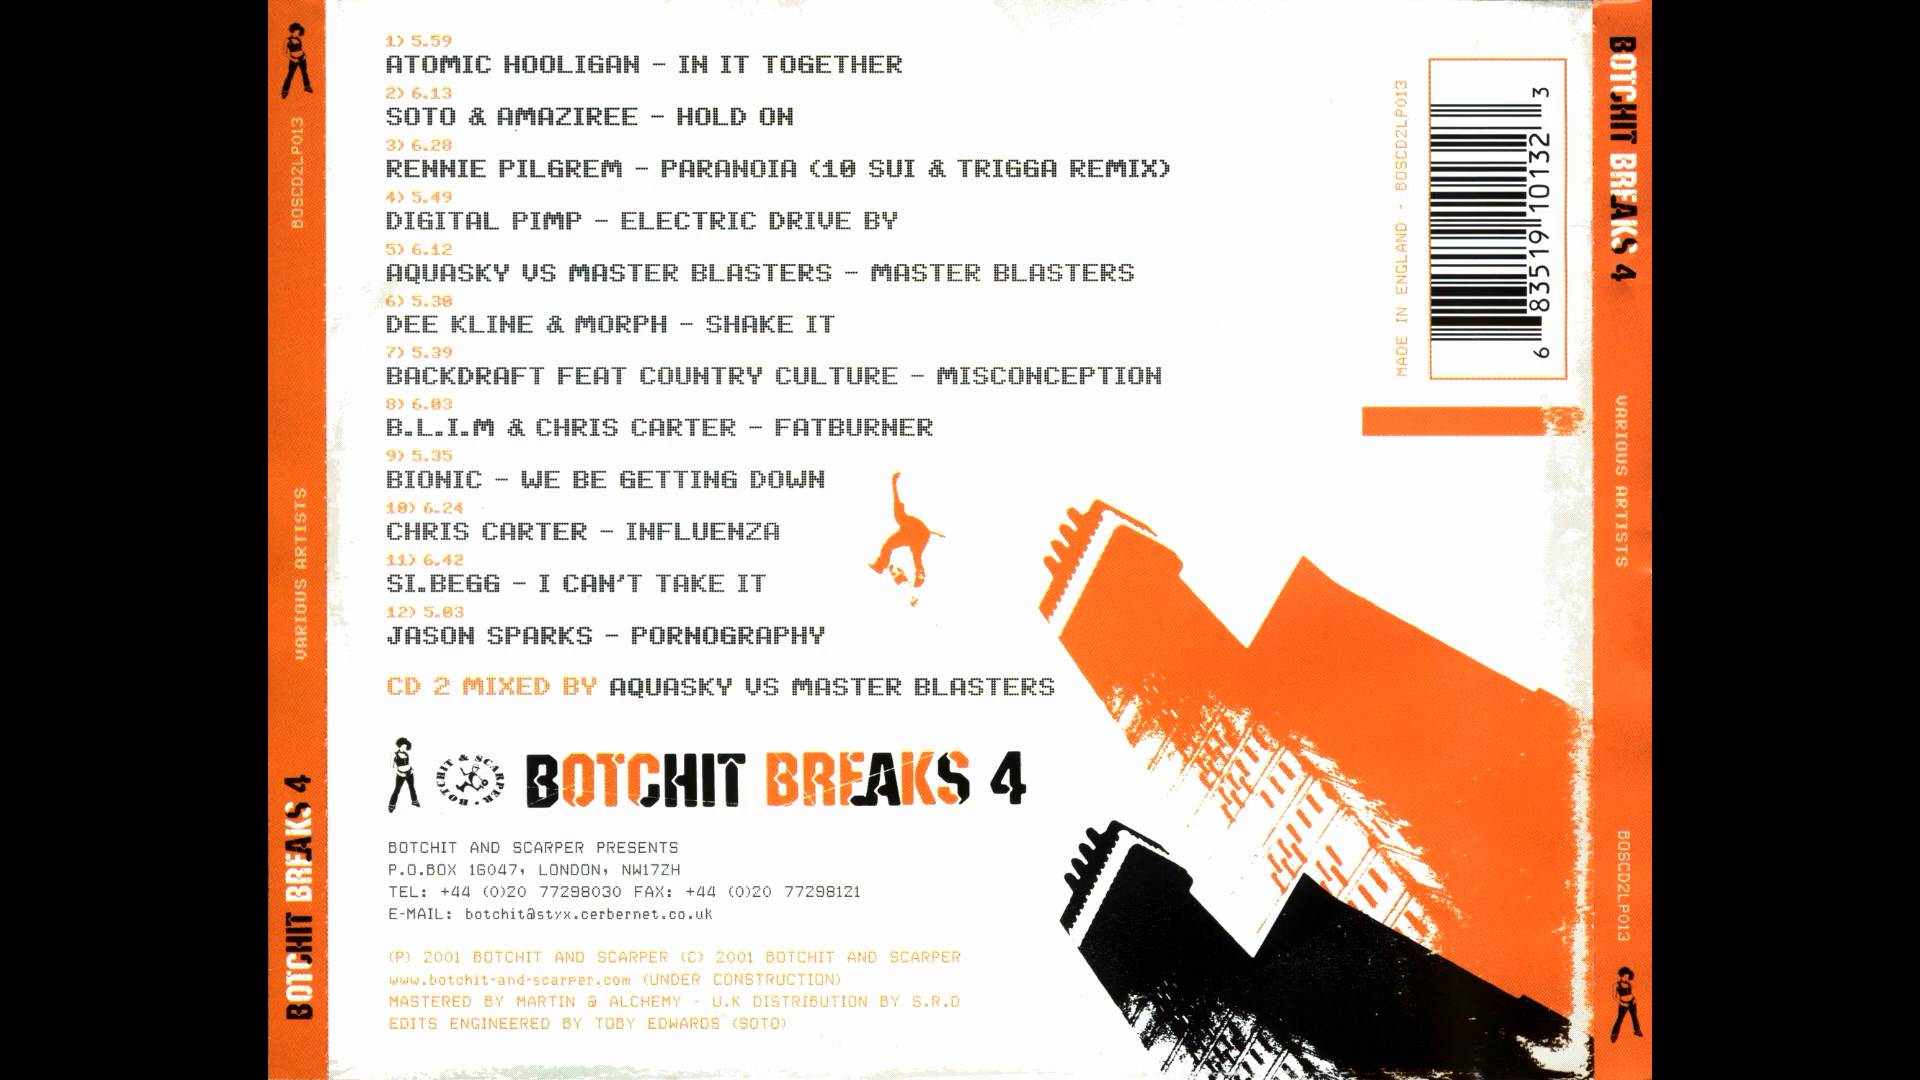 1) 5.59
ATOMIC HOOLIGAN - IN IT TOGETHER
2) 6.13
SOTO & AMAZIREE - HOLD ON
3) 6.28
RENNIE PILGREM - PARANOIA (10 SUI & TRIGGA REMIX)
4) 5.49
DIGITAL PIMP - ELECTRIC DRIVE BY
5) 6.12
AQUASKY VS MASTER BLASTERS - MASTER BLASTERS
6) 5.30
DEE KLINE & MORPH - SHAKE IT
7) 5.39
BACKDRAFT FEAT COUNTRY CULTURE - MISCONCEPTION
8) 6.03
B.L.I.M & CHRIS CARTER - FATBURNER
9) 5.35
BIONIC - WE BE GETTING DOWN
10) 6.24
CHRIS CARTER - INFLUENZA
11) 6.42
SI.BEGG - I CAN'T TAKE IT
12) 5.03
JASON SPARKS - PORNOGRAPHY
CD 2 MIXED BY AQUASKY VS MASTER BLASTERS
BOTCHIT & SCARPER
BOTCHIT BREAKS 4
BOTCHIT AND SCARPER PRESENTS
P.O.BOX 16047, LONDON, NW17ZH
TEL: +44 (0)20 77298030 FAX: +44 (0)20 77298121
E-MAIL: botchit@styx.cerbernet.co.uk
(P) 2001 BOTCHIT AND SCARPER (C) 2001 BOTCHIT AND SCARPER
www.botchit-and-scarper.com (UNDER CONSTRUCTION)
MASTERED BY MARTIN @ ALCHEMY - U.K DISTRIBUTION BY S.R.D
EDITS ENGINEERED BY TOBY EDWARDS (SOTO)
MADE IN ENGLAND - BOSCD2LP013
6 83519 10132 3
BOSCD2LP013
VARIOUS ARTISTS
BOTCHIT BREAKS 4
BOTCHIT BREAKS 4
VARIOUS ARTISTS
BOSCD2LP013